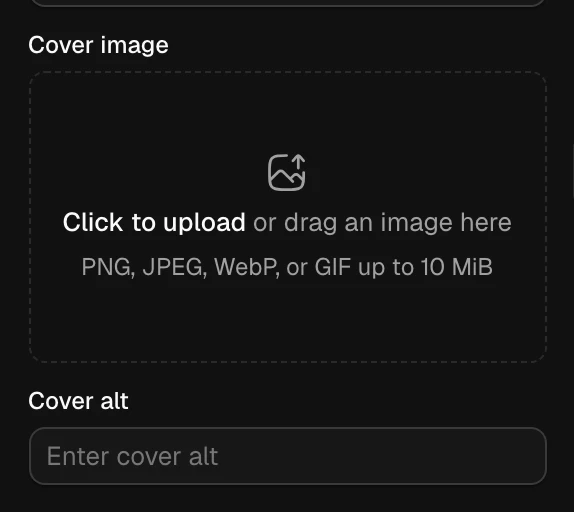 Cover image
Click to upload or drag an image here
PNG, JPEG, WebP, or GIF up to 10 MiB
Cover alt
Enter cover alt